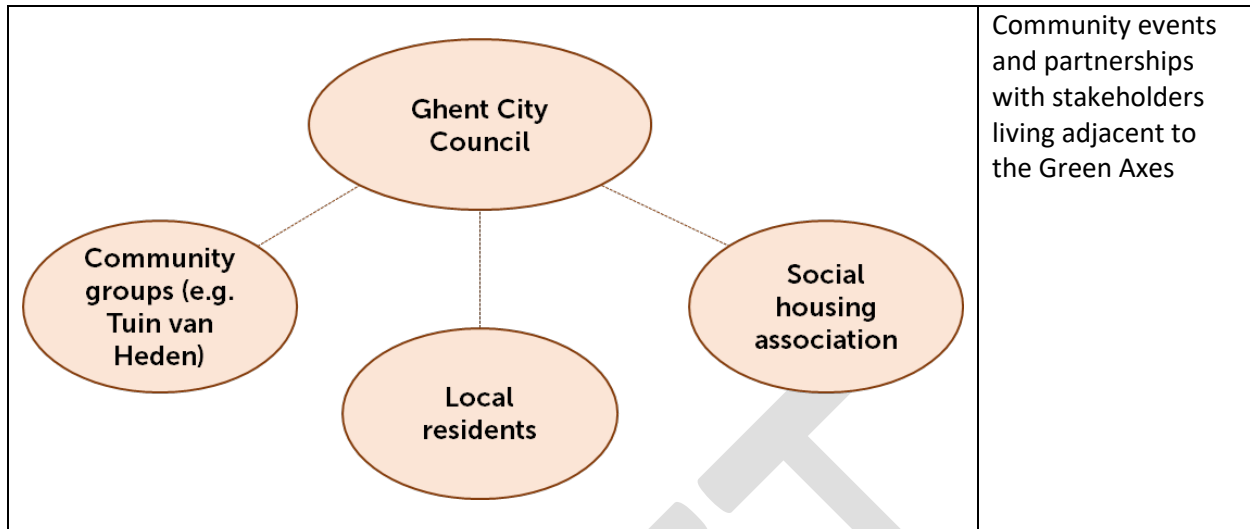 Ghent City
Council
Community
groups (e.g.
Tuin van
Heden)
Local
residents
Social
housing
association
Community events
and partnerships
with stakeholders
living adjacent to
the Green Axes